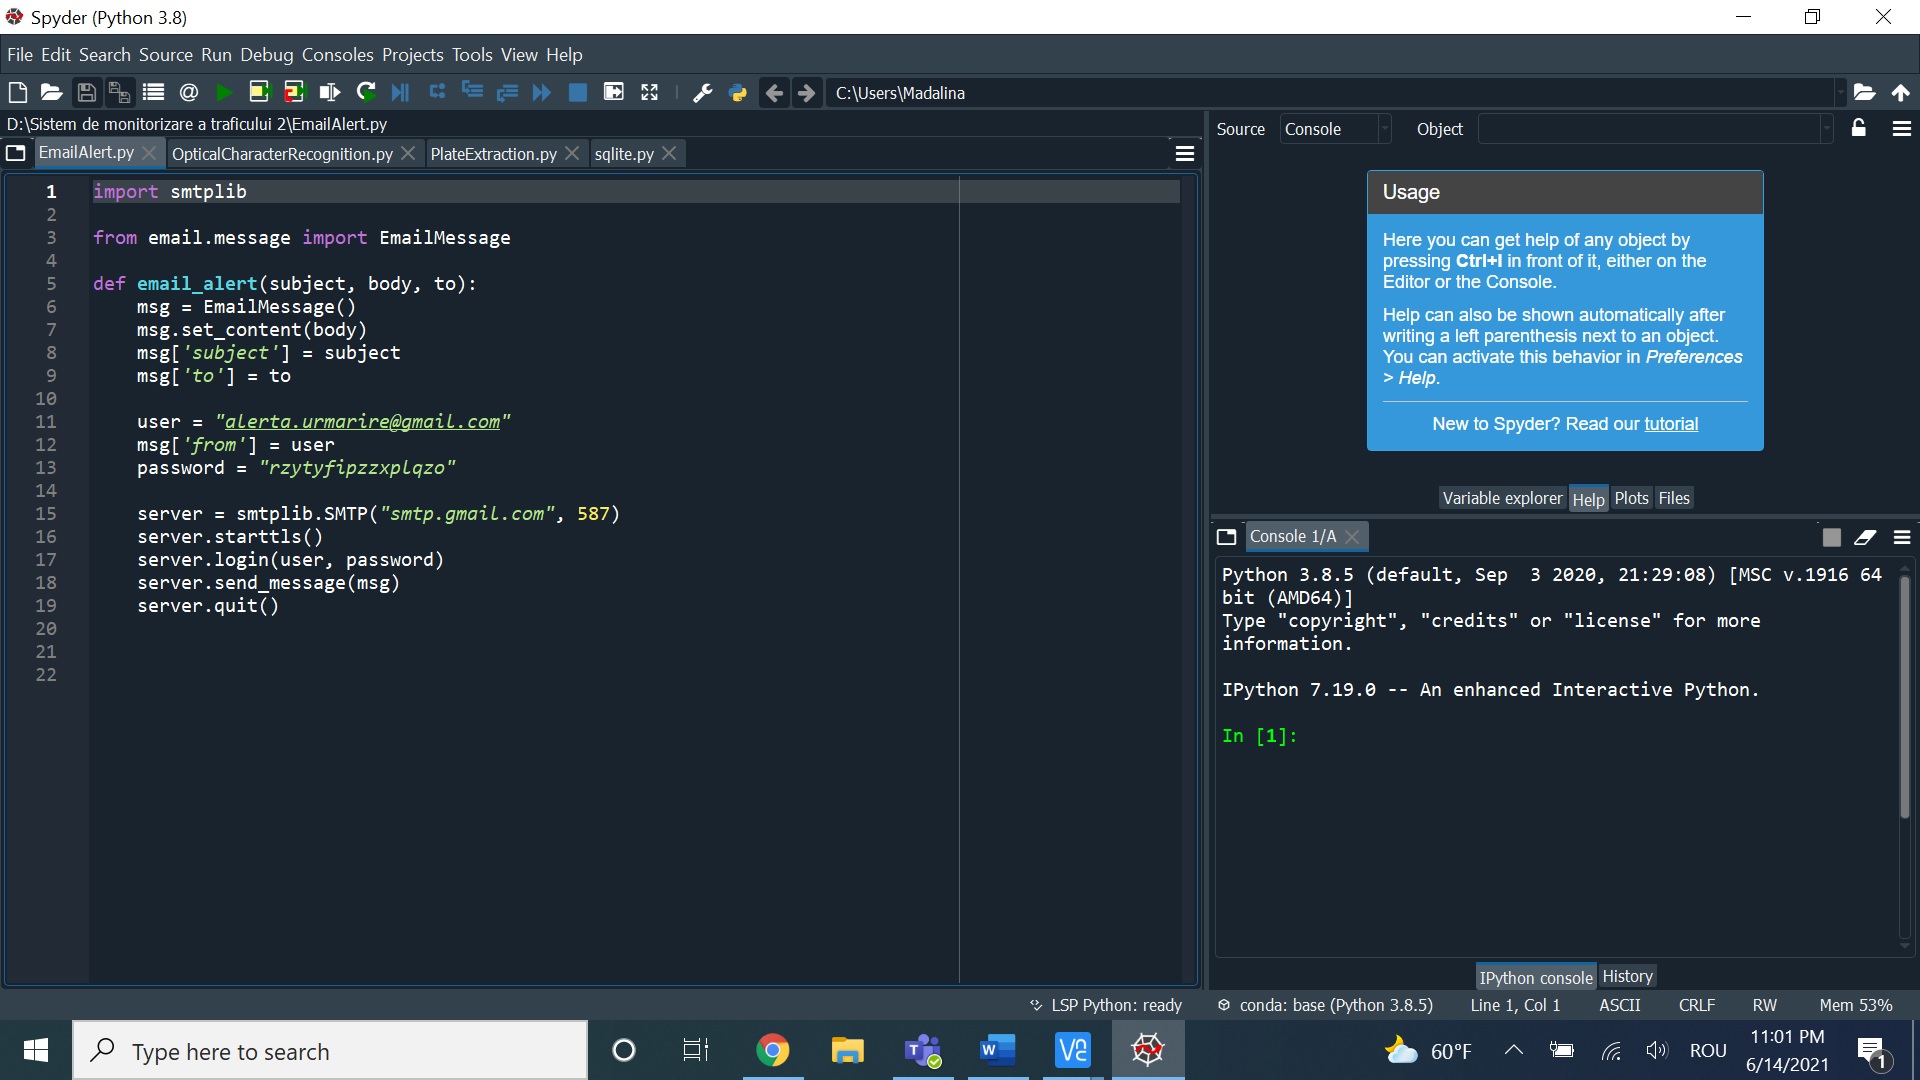 Spyder (Python 3.8)
File Edit Search Source Run Debug Consoles Projects Tools View Help
C:\Users\Madalina
D:\Sistem de monitorizare a traficului 2\EmailAlert.py
EmailAlert.py OpticalCharacterRecognition.py PlateExtraction.py sqlite.py
1 import smtplib
2
3 from email.message import EmailMessage
4
5 def email_alert(subject, body, to):
6 msg = EmailMessage()
7 msg.set_content(body)
8 msg['subject'] = subject
9 msg['to'] = to
10
11 user = "alerta.urmarire@gmail.com"
12 msg['from'] = user
13 password = "rzytyfipzzxplqzo"
14
15 server = smtplib.SMTP("smtp.gmail.com", 587)
16 server.starttls()
17 server.login(user, password)
18 server.send_message(msg)
19 server.quit()
20
21
22
Source Console Object
Usage
Here you can get help of any object by
pressing Ctrl+I in front of it, either on the
Editor or the Console.
Help can also be shown automatically after
writing a left parenthesis next to an object.
You can activate this behavior in Preferences
> Help.
New to Spyder? Read our tutorial
Variable explorer Help Plots Files
Console 1/A
Python 3.8.5 (default, Sep  3 2020, 21:29:08) [MSC v.1916 64
bit (AMD64)]
Type "copyright", "credits" or "license" for more
information.
IPython 7.19.0 -- An enhanced Interactive Python.
In [1]:
IPython console History
LSP Python: ready conda: base (Python 3.8.5) Line 1, Col 1 ASCII CRLF RW Mem 53%
Type here to search
60°F ROU 11:01 PM
6/14/2021
1